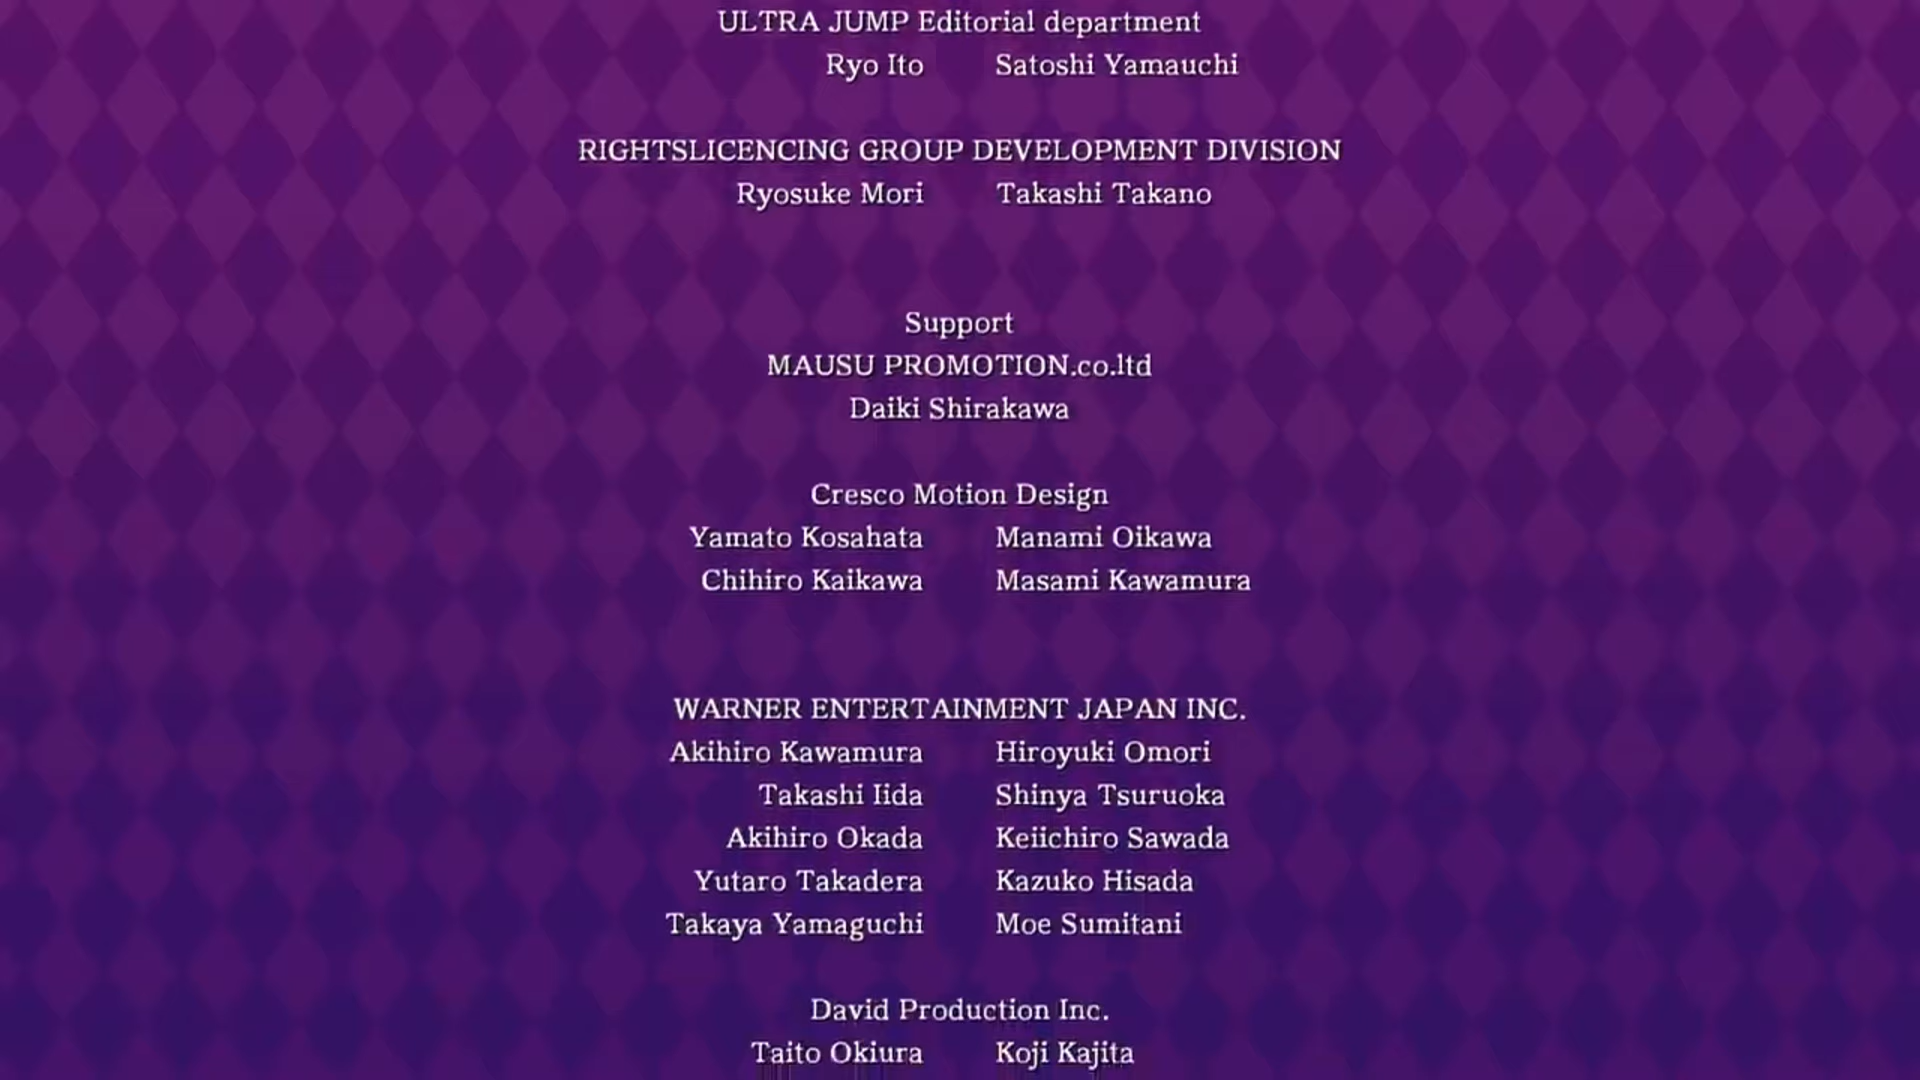 ULTRA JUMP Editorial department
Ryo Ito Satoshi Yamauchi
RIGHTSLICENCING GROUP DEVELOPMENT DIVISION
Ryosuke Mori Takashi Takano
Support
MAUSU PROMOTION.co.ltd
Daiki Shirakawa
Cresco Motion Design
Yamato Kosahata Manami Oikawa
Chihiro Kaikawa Masami Kawamura
WARNER ENTERTAINMENT JAPAN INC.
Akihiro Kawamura Hiroyuki Omori
Takashi Iida Shinya Tsuruoka
Akihiro Okada Keiichiro Sawada
Yutaro Takadera Kazuko Hisada
Takaya Yamaguchi Moe Sumitani
David Production Inc.
Taito Okiura Koji Kajita